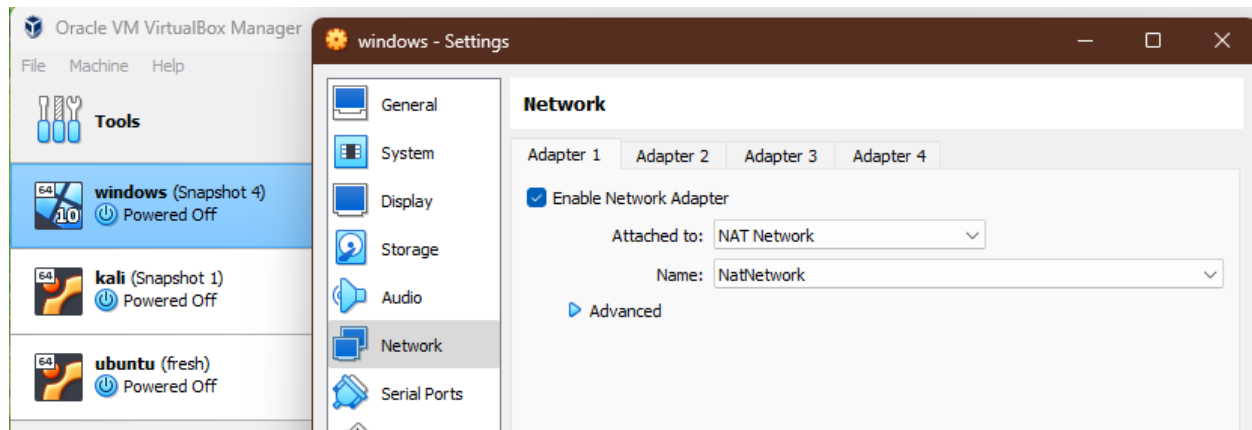 Oracle VM VirtualBox Manager
File Machine Help
Tools
64
10
windows (Snapshot 4)
Powered Off
64
kali (Snapshot 1)
Powered Off
64
ubuntu (fresh)
Powered Off
windows - Settings
General
System
Display
Storage
Audio
Network
Serial Ports
Network
Adapter 1 Adapter 2 Adapter 3 Adapter 4
Enable Network Adapter
Attached to: NAT Network
Name: NatNetwork
Advanced